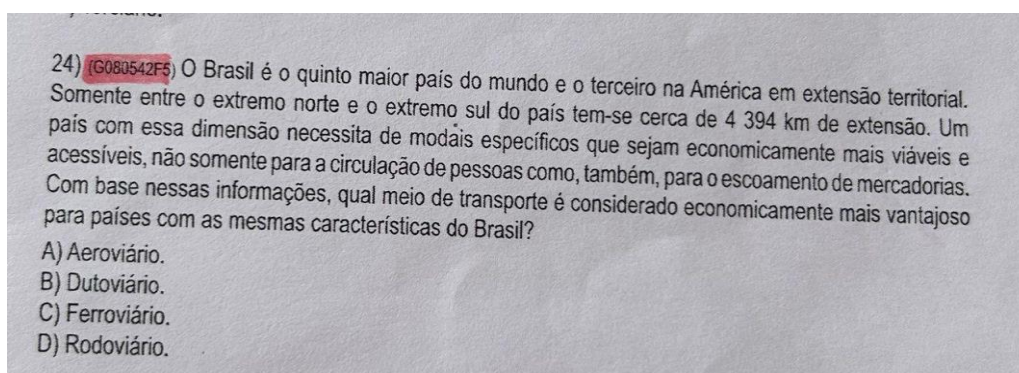 24) (G080542F5) O Brasil é o quinto maior país do mundo e o terceiro na América em extensão territorial.
Somente entre o extremo norte e o extremo sul do país tem-se cerca de 4 394 km de extensão. Um
país com essa dimensão necessita de modais específicos que sejam economicamente mais viáveis e
acessíveis, não somente para a circulação de pessoas como, também, para o escoamento de mercadorias.
Com base nessas informações, qual meio de transporte é considerado economicamente mais vantajoso
para países com as mesmas características do Brasil?
A) Aeroviário.
B) Dutoviário.
C) Ferroviário.
D) Rodoviário.